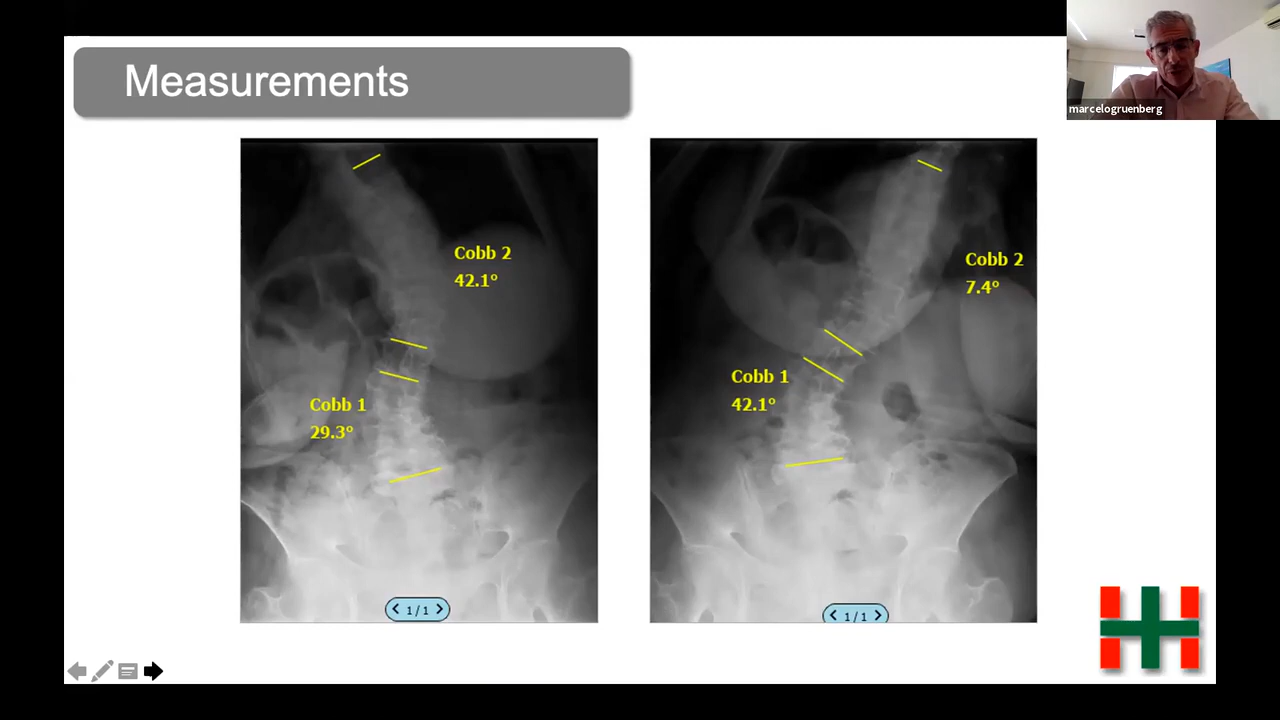 Measurements
marcelogruenberg
Cobb 2
42.1°
Cobb 1
29.3°
1/1
Cobb 2
7.4°
Cobb 1
42.1°
1/1